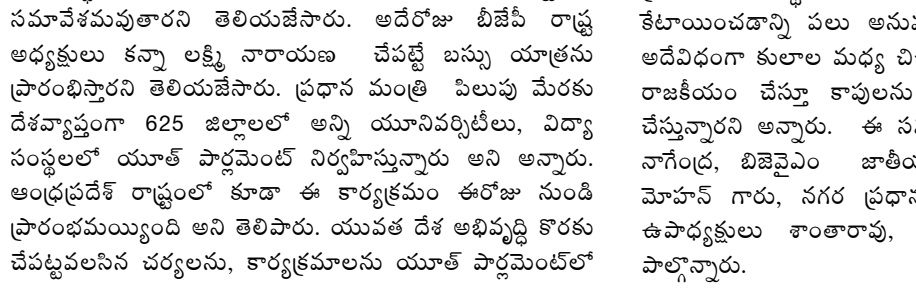 సమావేశమవుతారని తెలియజేసారు. అదేరోజు బీజేపీ రాష్ట్ర
అధ్యక్షులు కన్నా లక్ష్మి నారాయణ చేపట్టే బస్సు యాత్రను
ప్రారంభిస్తారని తెలియజేసారు. ప్రధాన మంత్రి పిలుపు మేరకు
దేశవ్యాప్తంగా 625 జిల్లాలలో అన్ని యూనివర్సిటీలు, విద్యా
సంస్థలలో యూత్ పార్లమెంట్ నిర్వహిస్తున్నారు అని అన్నారు.
ఆంధ్రప్రదేశ్ రాష్ట్రంలో కూడా ఈ కార్యక్రమం ఈరోజు నుండి
ప్రారంభమయ్యింది అని తెలిపారు. యువత దేశ అభివృద్ధి కొరకు
చేపట్టవలసిన చర్యలను, కార్యక్రమాలను యూత్ పార్లమెంట్‌లో
కేటాయించడాన్ని పలు
అదేవిధంగా కులాల మధ్య
రాజకీయం చేస్తూ కాపులను
చేస్తున్నారని అన్నారు. ఈ
నాగేంద్ర, బిజెవైఎం
మోహన్ గారు, నగర
ఉపాధ్యక్షులు శాంతారావు,
పాల్గొన్నారు.